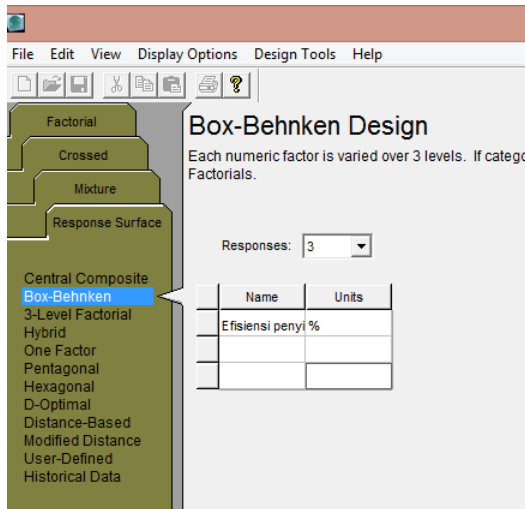 File Edit View Display Options Design Tools Help
Factorial
Crossed
Mixture
Response Surface
Central Composite
Box-Behnken
3-Level Factorial
Hybrid
One Factor
Pentagonal
Hexagonal
D-Optimal
Distance-Based
Modified Distance
User-Defined
Historical Data
Box-Behnken Design
Each numeric factor is varied over 3 levels. If catego
Factorials.
Responses: 3
Name Units
Efisiensi penyi %